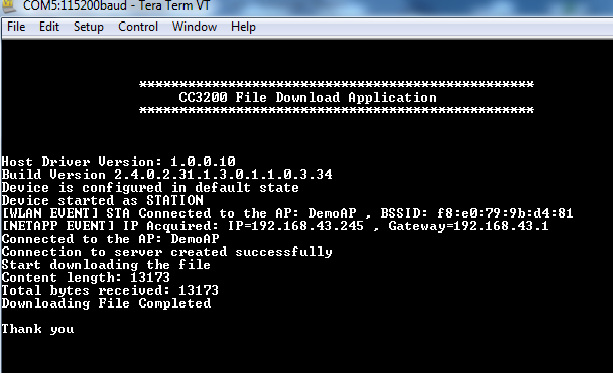 COM5:115200baud - Tera Term VT
File Edit Setup Control Window Help
*************************************************
CC3200 File Download Application
*************************************************
Host Driver Version: 1.0.0.10
Build Version 2.4.0.2.31.1.3.0.1.1.0.3.34
Device is configured in default state
Device started as STATION
[WLAN EVENT] STA Connected to the AP: DemoAP , BSSID: f8:e0:79:9b:d4:81
[NETAPP EVENT] IP Acquired: IP=192.168.43.245 , Gateway=192.168.43.1
Connected to the AP: DemoAP
Connection to server created successfully
Start downloading the file
Content length: 13173
Total bytes received: 13173
Downloading File Completed
Thank you